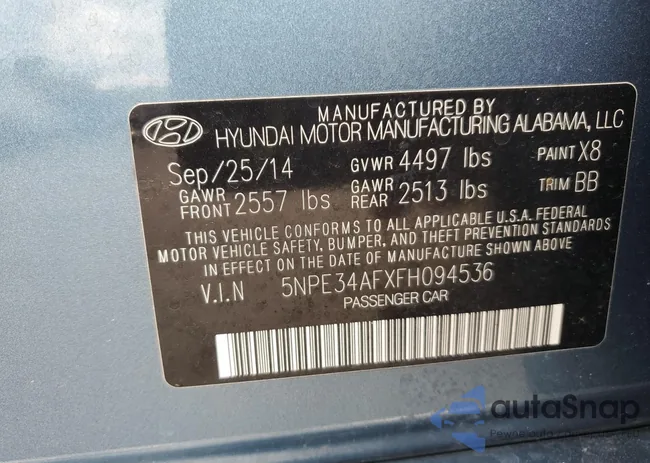 MANUFACTURED BY
HYUNDAI MOTOR MANUFACTURING ALABAMA, LLC
Sep/25/14 GVWR 4497 lbs PAINT X8
GAWR FRONT 2557 lbs GAWR REAR 2513 lbs TRIM BB
THIS VEHICLE CONFORMS TO ALL APPLICABLE U.S.A. FEDERAL
MOTOR VEHICLE SAFETY, BUMPER, AND THEFT PREVENTION STANDARDS
IN EFFECT ON THE DATE OF MANUFACTURE SHOWN ABOVE
V.I.N 5NPE34AFXFH094536
PASSENGER CAR
autaSnap